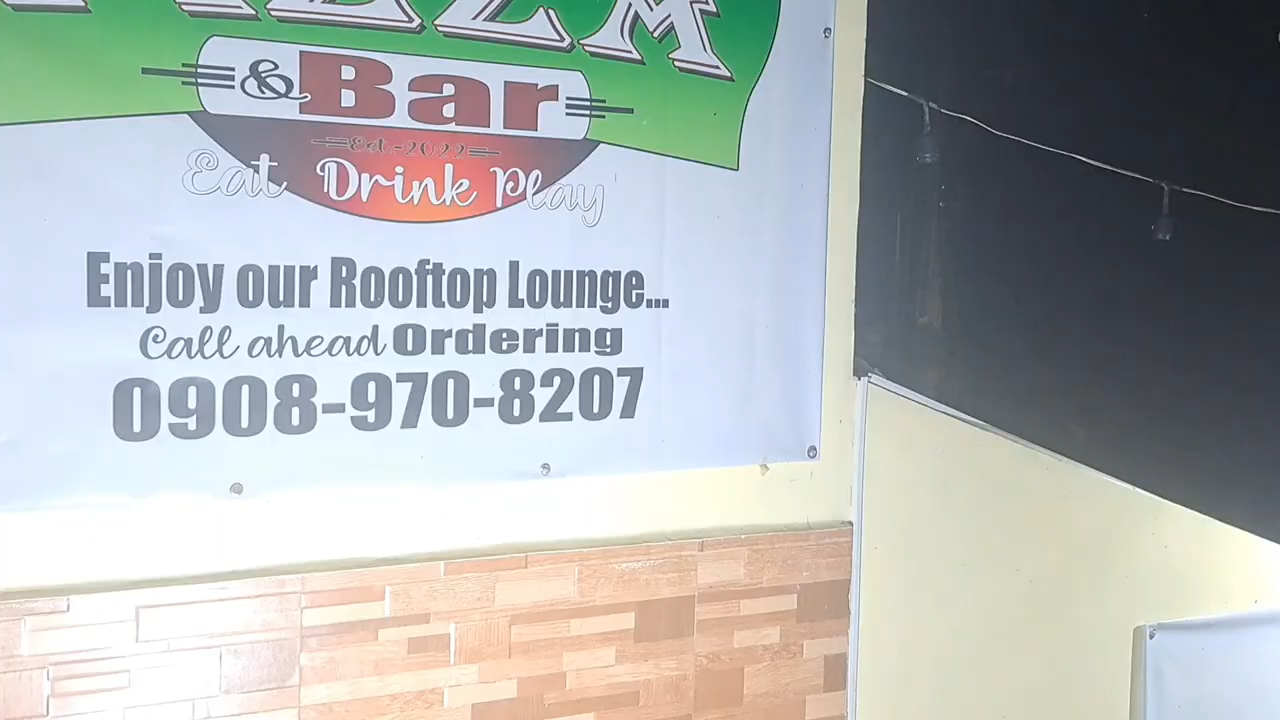 & Bar
Est.-2022
Eat Drink Play
Enjoy our Rooftop Lounge...
Call ahead Ordering
0908-970-8207